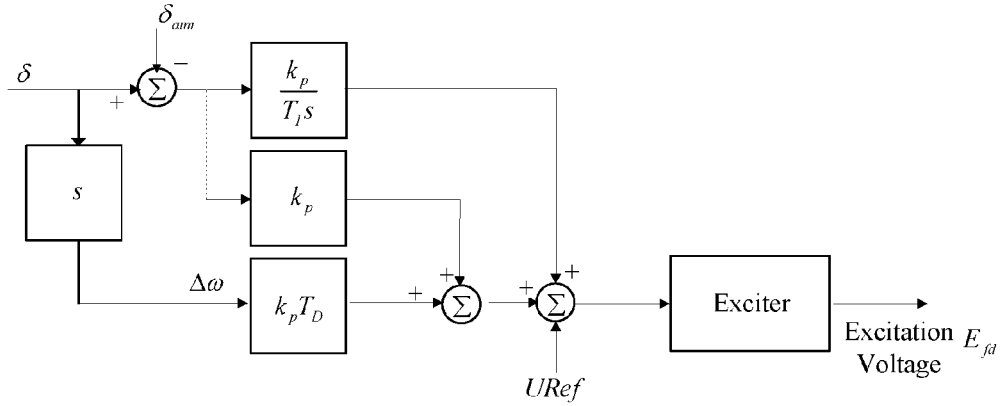 δ_aim
δ
−
+
Σ
k_p
T_I s
s
k_p
Δω
k_p T_D
+
+
Σ
+
+
Σ
URef
Exciter
Excitation E_fd
Voltage